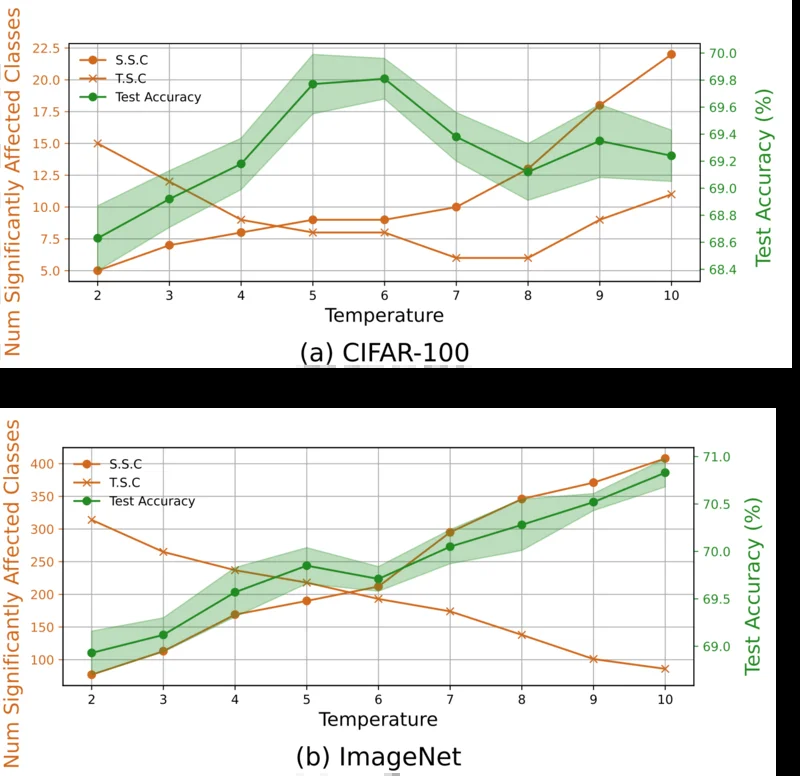 Num Significantly Affected Classes
22.5
20.0
17.5
15.0
12.5
10.0
7.5
5.0
S.S.C
T.S.C
Test Accuracy
70.0
69.8
69.6
69.4
69.2
69.0
68.8
68.6
68.4
Test Accuracy (%)
2 3 4 5 6 7 8 9 10
Temperature
(a) CIFAR-100
Num Significantly Affected Classes
400
350
300
250
200
150
100
S.S.C
T.S.C
Test Accuracy
71.0
70.5
70.0
69.5
69.0
Test Accuracy (%)
2 3 4 5 6 7 8 9 10
Temperature
(b) ImageNet